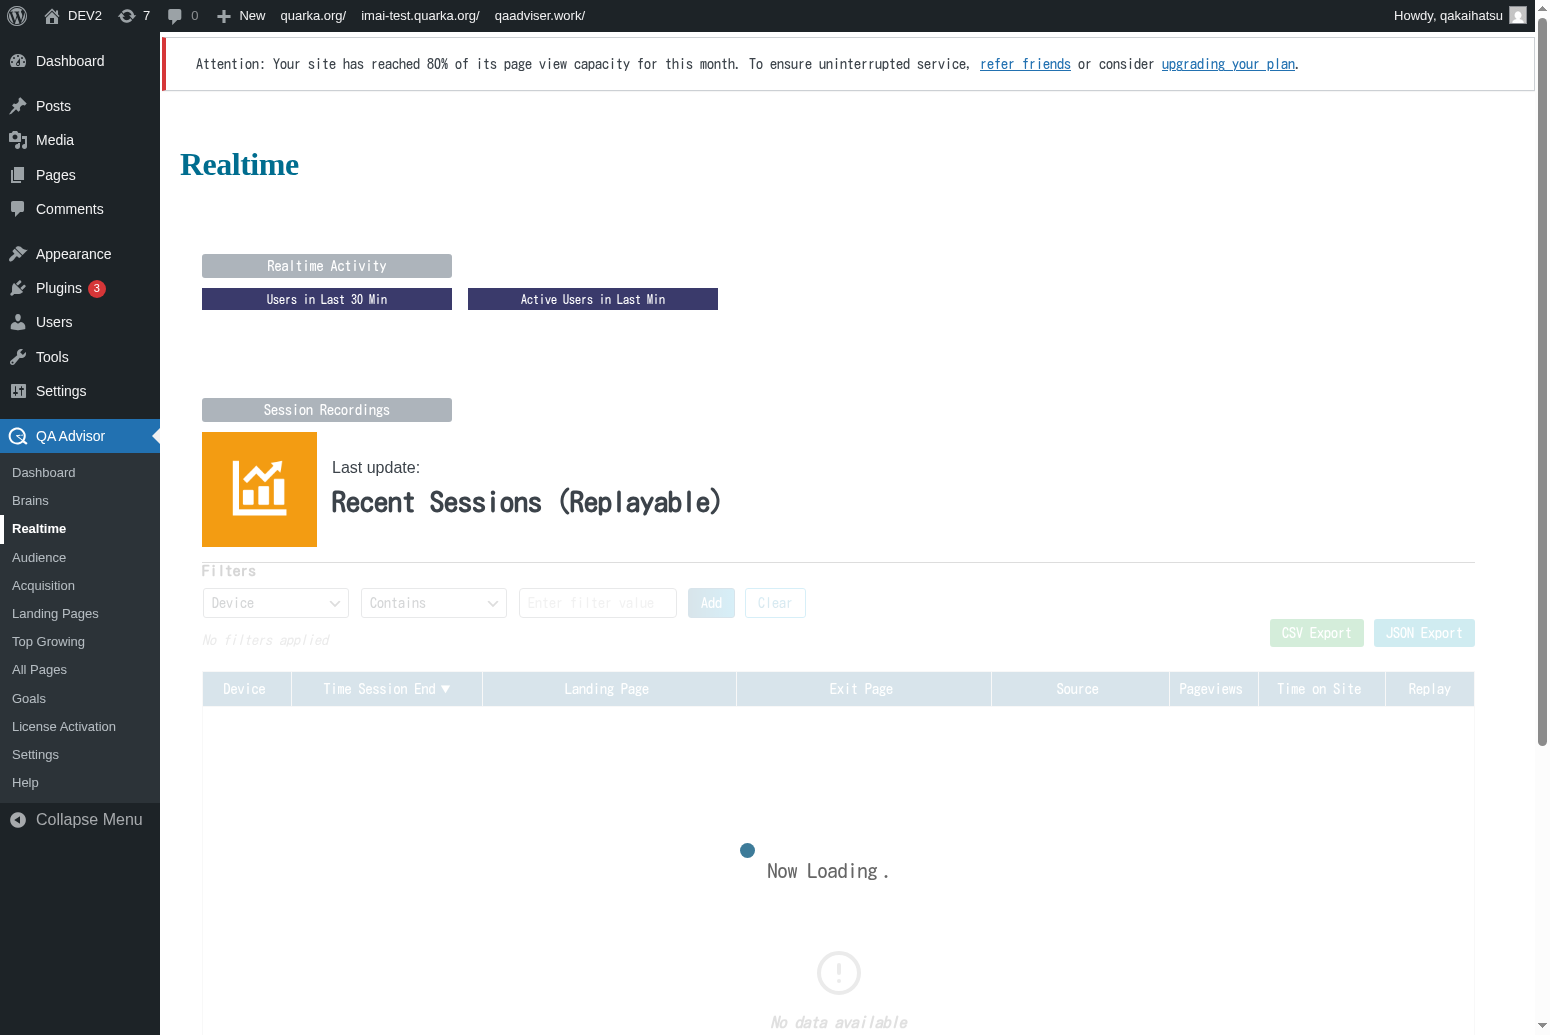 DEV2 7 0 New quarka.org/ imai-test.quarka.org/ qaadviser.work/ Howdy, qakaihatsu
Dashboard
Posts
Media
Pages
Comments
Appearance
Plugins 3
Users
Tools
Settings
QA Advisor
Dashboard
Brains
Realtime
Audience
Acquisition
Landing Pages
Top Growing
All Pages
Goals
License Activation
Settings
Help
Collapse Menu
Attention: Your site has reached 80% of its page view capacity for this month. To ensure uninterrupted service, refer friends or consider upgrading your plan.
Realtime
Realtime Activity
Users in Last 30 Min Active Users in Last Min
Session Recordings
Last update:
Recent Sessions (Replayable)
Filters
Device Contains Enter filter value Add Clear
No filters applied
CSV Export JSON Export
Device Time Session End ▼ Landing Page Exit Page Source Pageviews Time on Site Replay
Now Loading .
No data available